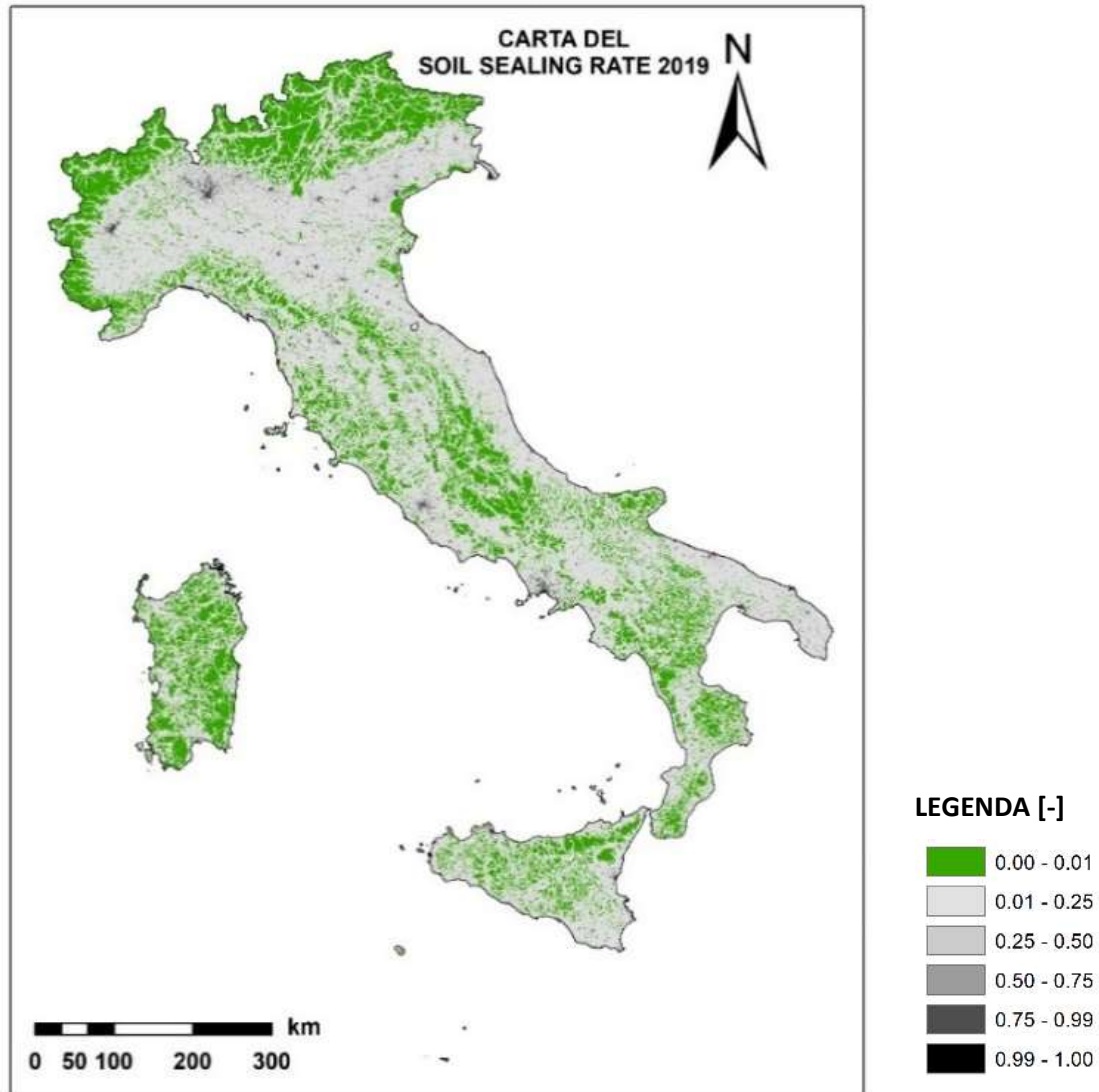 CARTA DEL
SOIL SEALING RATE 2019
N
LEGENDA [-]
0.00 - 0.01
0.01 - 0.25
0.25 - 0.50
0.50 - 0.75
0.75 - 0.99
0.99 - 1.00
km
0 50 100 200 300